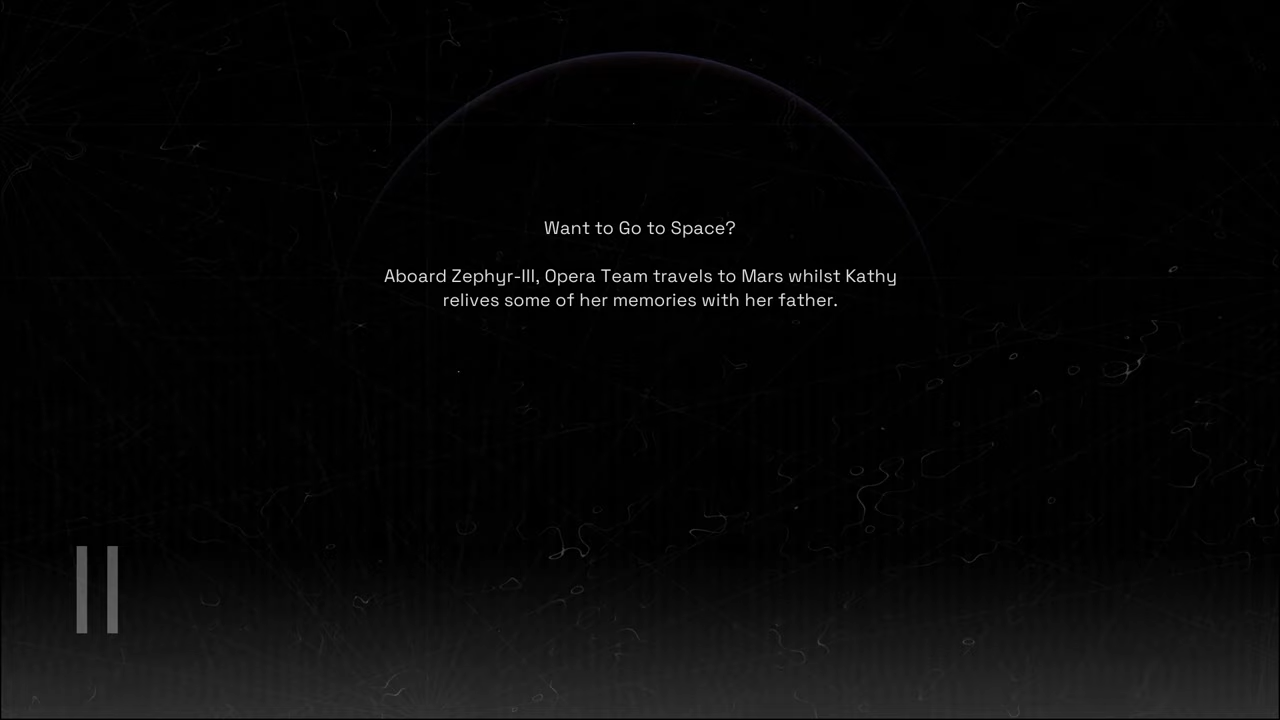 Want to Go to Space?
Aboard Zephyr-III, Opera Team travels to Mars whilst Kathy
relives some of her memories with her father.